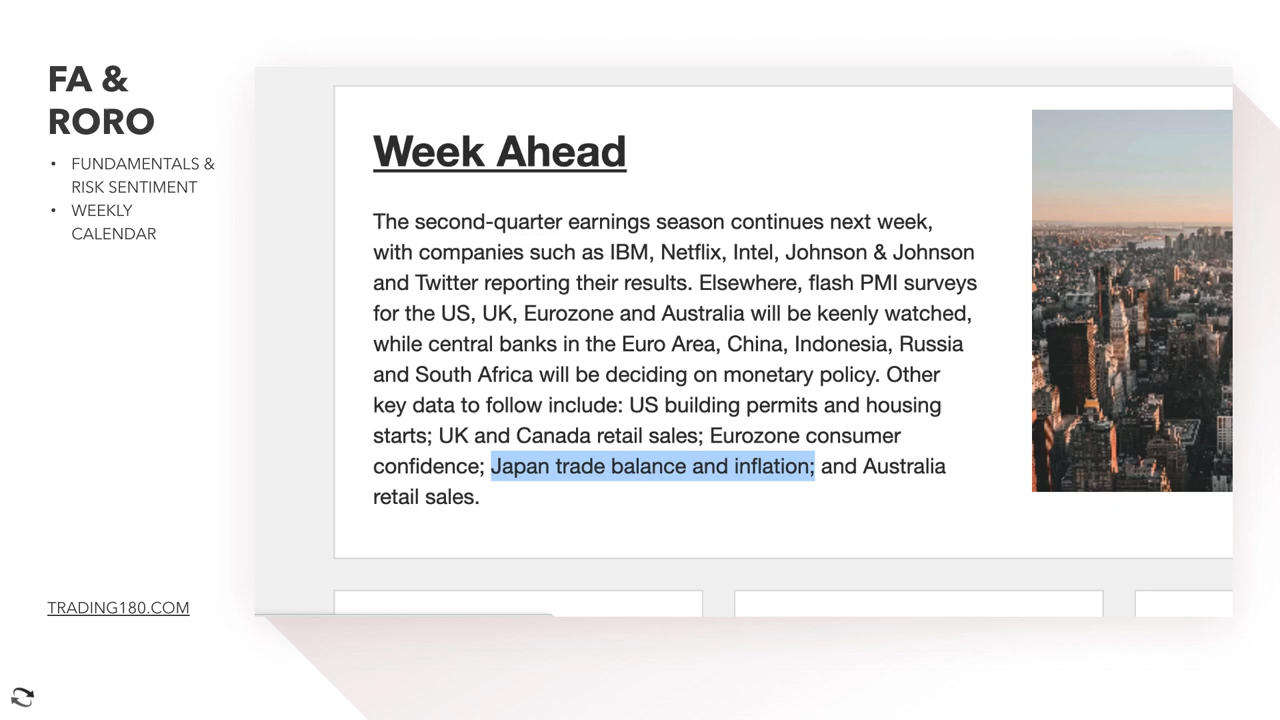 FA &
RORO
• FUNDAMENTALS &
RISK SENTIMENT
• WEEKLY
CALENDAR
TRADING180.COM
Week Ahead
The second-quarter earnings season continues next week,
with companies such as IBM, Netflix, Intel, Johnson & Johnson
and Twitter reporting their results. Elsewhere, flash PMI surveys
for the US, UK, Eurozone and Australia will be keenly watched,
while central banks in the Euro Area, China, Indonesia, Russia
and South Africa will be deciding on monetary policy. Other
key data to follow include: US building permits and housing
starts; UK and Canada retail sales; Eurozone consumer
confidence; Japan trade balance and inflation; and Australia
retail sales.